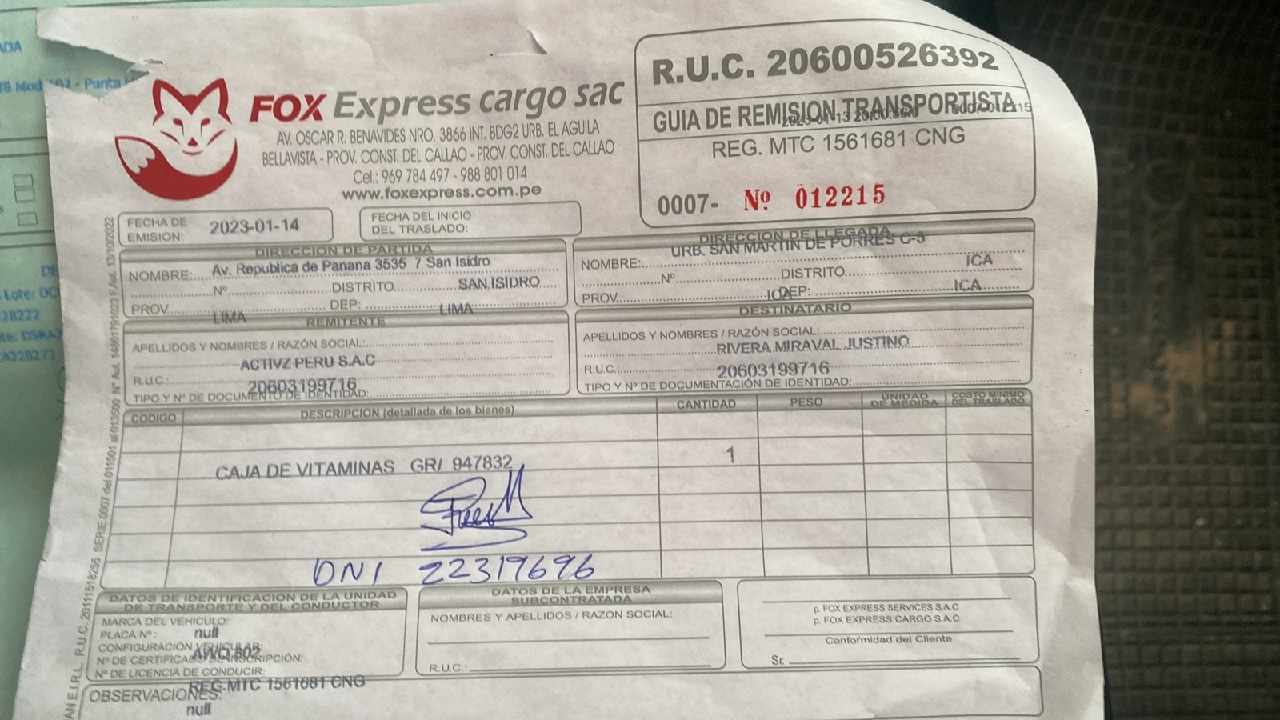 FOX Express cargo sac
AV. OSCAR R. BENAVIDES NRO. 3866 INT. BDG2 URB. EL AGUILA
BELLAVISTA - PROV. CONST. DEL CALLAO - PROV CONST. DEL CALLAO
Cel.: 969 784 497 - 988 801 014
www.foxexpress.com.pe
R.U.C. 20600526392
GUIA DE REMISION TRANSPORTISTA
REG. MTC 1561681 CNG
0007- Nº 012215
FECHA DE EMISION: 2023-01-14
FECHA DEL INICIO DEL TRASLADO:
DIRECCION DE PARTIDA
NOMBRE: Av. Republica de Panana 3535 7 San Isidro
Nº DISTRITO SAN ISIDRO
PROV. LIMA DEP: LIMA
DIRECCION DE LLEGADA
NOMBRE: URB. SAN MARTIN DE PORRES C-5
Nº DISTRITO ICA
PROV. ICA DEP: ICA
REMITENTE
APELLIDOS Y NOMBRES / RAZÓN SOCIAL:
ACTIVZ PERU S.A.C
R.U.C.: 20603199716
TIPO Y Nº DE DOCUMENTO DE IDENTIDAD:
DESTINATARIO
APELLIDOS Y NOMBRES / RAZÓN SOCIAL:
RIVERA MIRAVAL JUSTINO
R.U.C. 20603199716
TIPO Y Nº DE DOCUMENTACIÓN DE IDENTIDAD:
CODIGO DESCRIPCION (detallada de los bienes) CANTIDAD PESO UNIDAD DE MEDIDA COSTO MINIMO DEL TRASLADO
CAJA DE VITAMINAS GR/ 947832 1
DNI 22319696
DATOS DE IDENTIFICACION DE LA UNIDAD DE TRANSPORTE Y DEL CONDUCTOR
MARCA DEL VEHICULO:
PLACA Nº: null
CONFIGURACIÓN VEHICULAR:
Nº DE CERTIFICADO DE INSCRIPCIÓN:
Nº DE LICENCIA DE CONDUCIR
REG-MTC 1561681 CNG
OBSERVACIONES:
null
DATOS DE LA EMPRESA SUBCONTRATADA
NOMBRES Y APELLIDOS / RAZON SOCIAL:
R.U.C.:
p. FOX EXPRESS SERVICES S.A.C
p. FOX EXPRESS CARGO S.A.C.
Conformidad del Cliente
Sr.